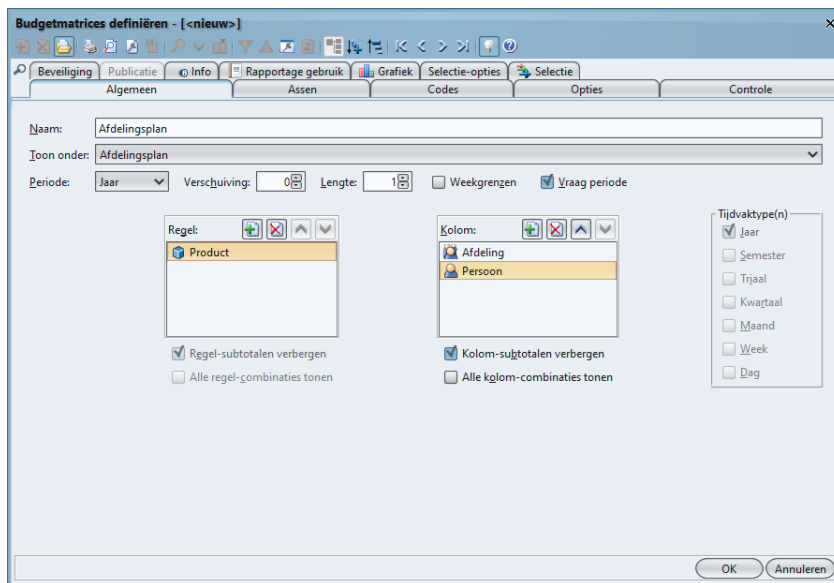 Budgetmatrices definiëren - [<nieuw>]
Beveiliging Publicatie Info Rapportage gebruik Grafiek Selectie-opties Selectie
Algemeen Assen Codes Opties Controle
Naam: Afdelingsplan
Toon onder: Afdelingsplan
Periode: Jaar Verschuiving: 0 Lengte: 1 Weekgrenzen Vraag periode
Regel: Kolom: Tijdvaktype(n)
Product Afdeling Jaar
Persoon Semester
Trjaal
Kwartaal
Maand
Regel-subtotalen verbergen Kolom-subtotalen verbergen Week
Alle regel-combinaties tonen Alle kolom-combinaties tonen Dag
OK Annuleren